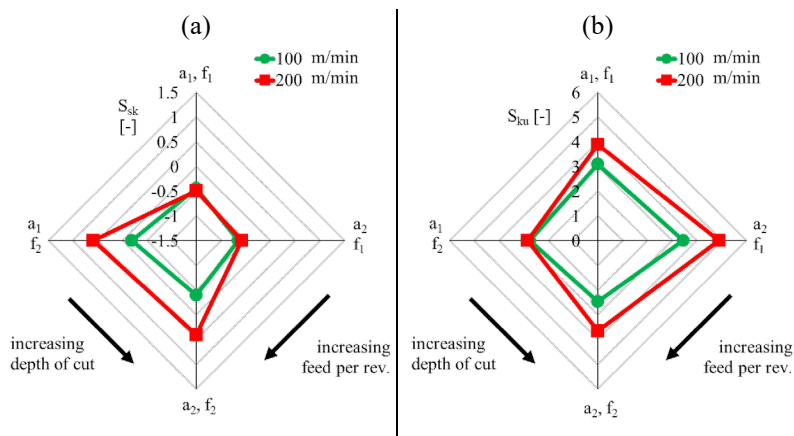 (a)
100 m/min
200 m/min
a1, f1
Ssk
[-]
1.5
1
0.5
0
-0.5
-1
-1.5
a1
f2
a2
f1
increasing
depth of cut
increasing
feed per rev.
a2, f2
(b)
100 m/min
200 m/min
a1, f1
Sku [-]
6
5
4
3
2
1
0
a1
f2
a2
f1
increasing
depth of cut
increasing
feed per rev.
a2, f2